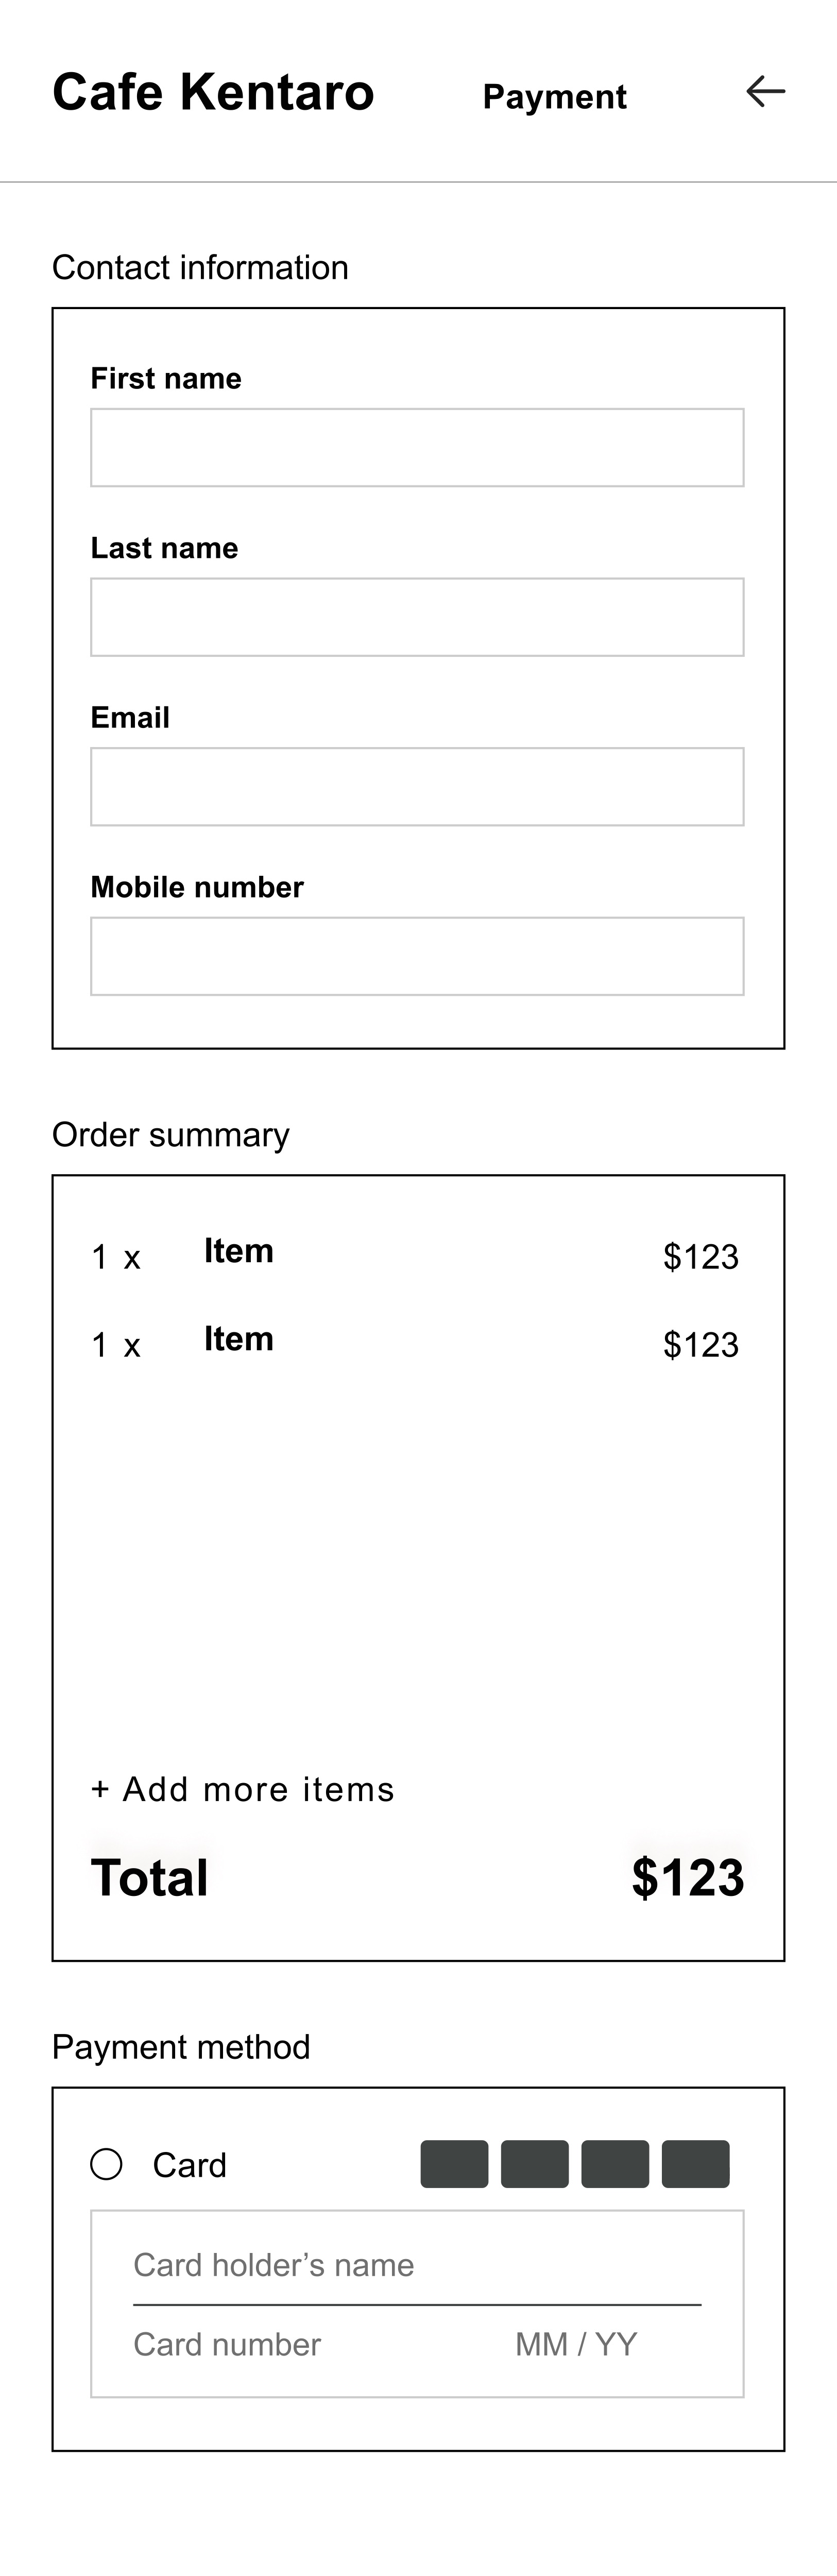 Cafe Kentaro Payment
Contact information
First name
Last name
Email
Mobile number
Order summary
1 x Item $123
1 x Item $123
+ Add more items
Total $123
Payment method
Card
Card holder’s name
Card number MM / YY